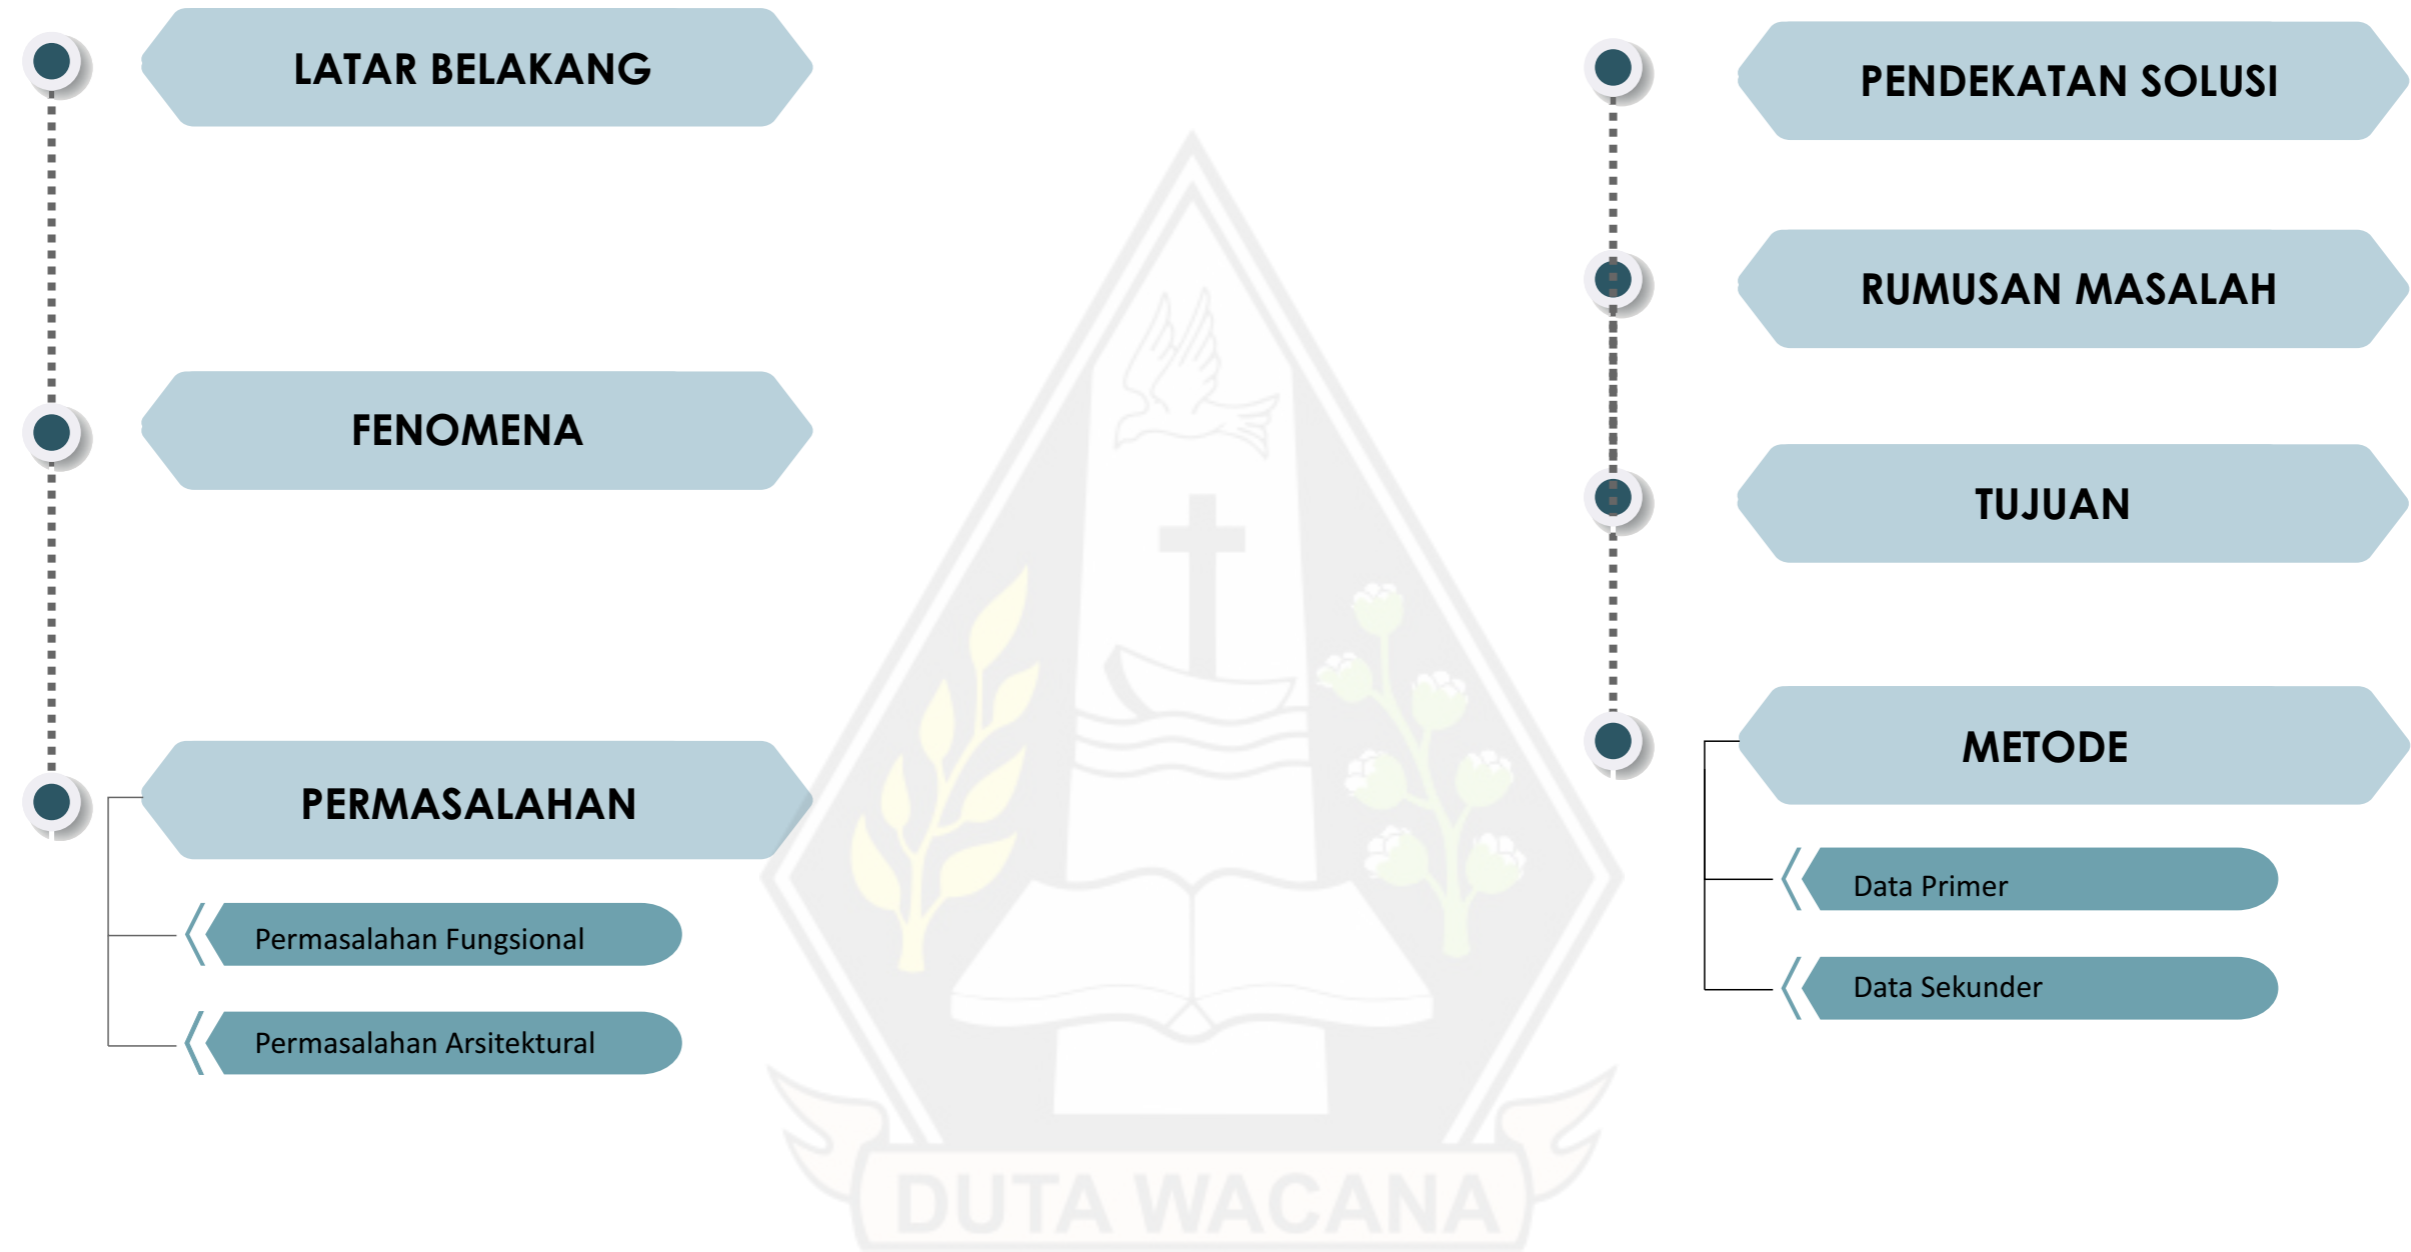 LATAR BELAKANG
FENOMENA
PERMASALAHAN
Permasalahan Fungsional
Permasalahan Arsitektural
PENDEKATAN SOLUSI
RUMUSAN MASALAH
TUJUAN
METODE
Data Primer
Data Sekunder
DUTA WACANA